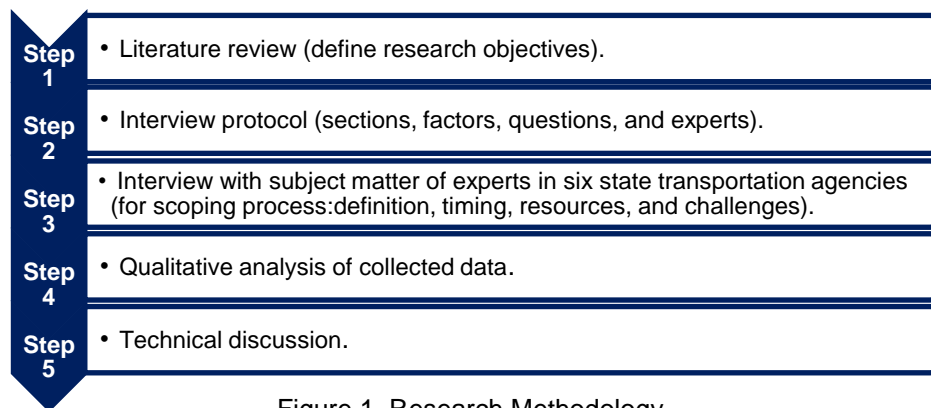 Step
1
• Literature review (define research objectives).
Step
2
• Interview protocol (sections, factors, questions, and experts).
Step
3
• Interview with subject matter of experts in six state transportation agencies
(for scoping process:definition, timing, resources, and challenges).
Step
4
• Qualitative analysis of collected data.
Step
5
• Technical discussion.
Figure 1. Research Methodology